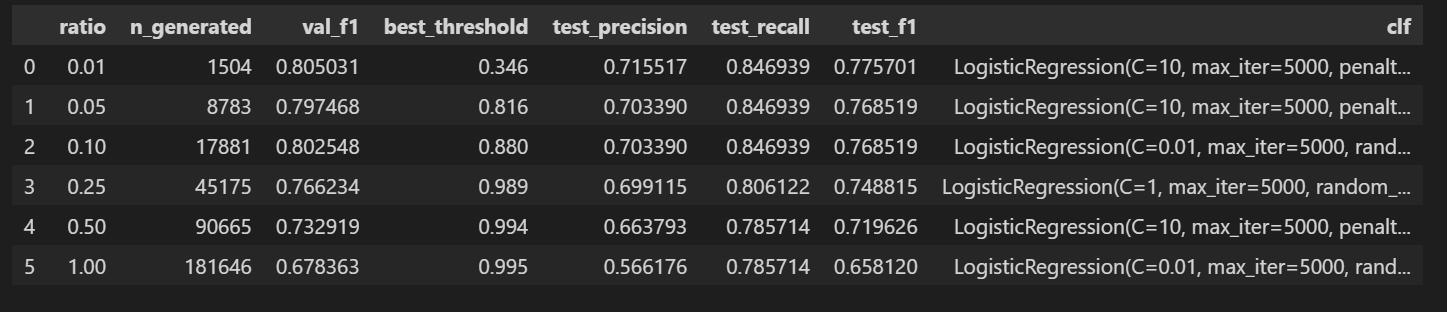 ratio n_generated val_f1 best_threshold test_precision test_recall test_f1 clf
0 0.01 1504 0.805031 0.346 0.715517 0.846939 0.775701 LogisticRegression(C=10, max_iter=5000, penalt...
1 0.05 8783 0.797468 0.816 0.703390 0.846939 0.768519 LogisticRegression(C=10, max_iter=5000, penalt...
2 0.10 17881 0.802548 0.880 0.703390 0.846939 0.768519 LogisticRegression(C=0.01, max_iter=5000, rand...
3 0.25 45175 0.766234 0.989 0.699115 0.806122 0.748815 LogisticRegression(C=1, max_iter=5000, random_...
4 0.50 90665 0.732919 0.994 0.663793 0.785714 0.719626 LogisticRegression(C=10, max_iter=5000, penalt...
5 1.00 181646 0.678363 0.995 0.566176 0.785714 0.658120 LogisticRegression(C=0.01, max_iter=5000, rand...